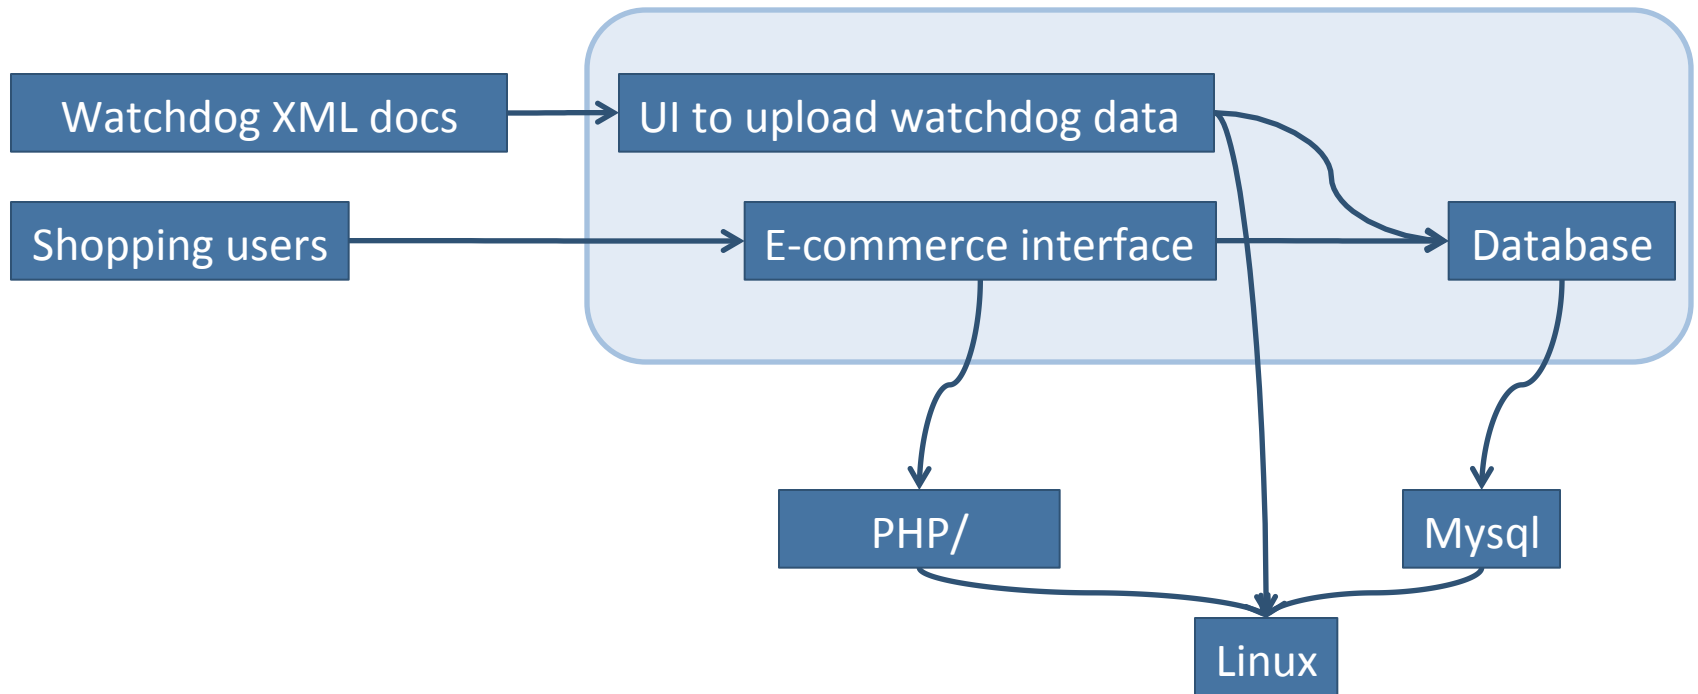 Watchdog XML docs
UI to upload watchdog data
Shopping users
E-commerce interface
Database
PHP/
Mysql
Linux